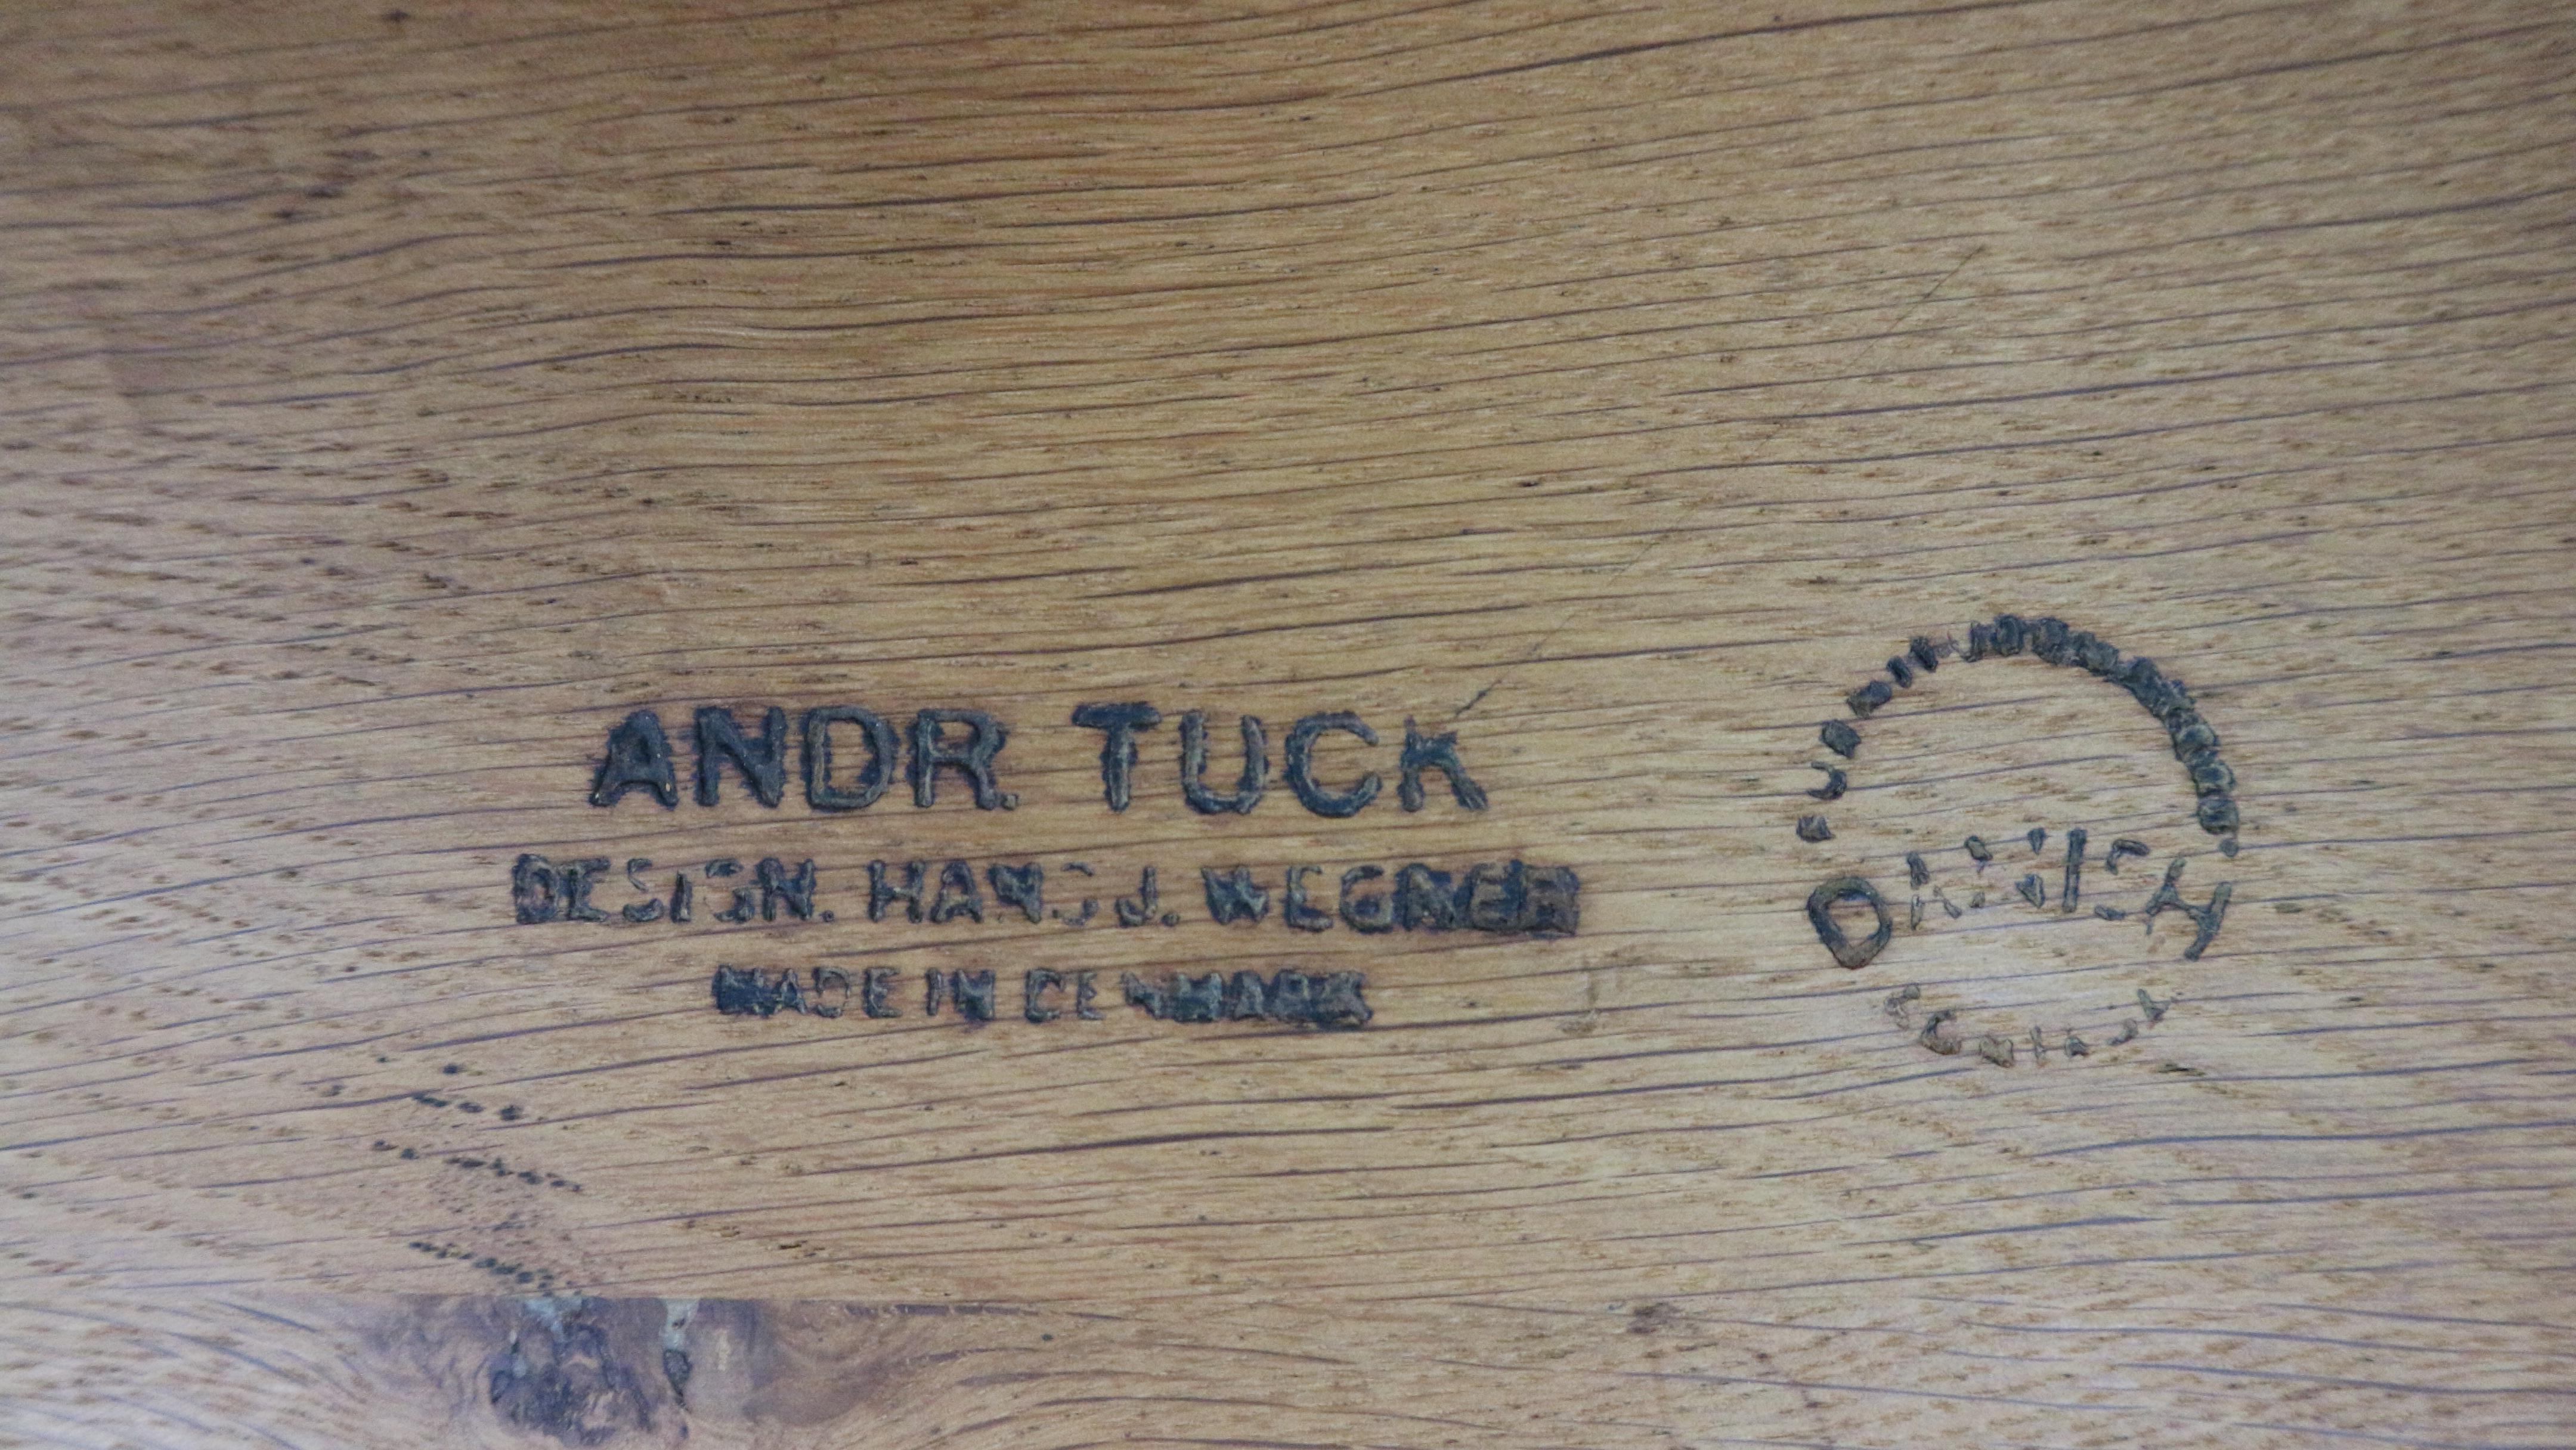 ANDR. TUCK
DESIGN. HANS J. WEGNER
MADE IN DENMARK
DANISH